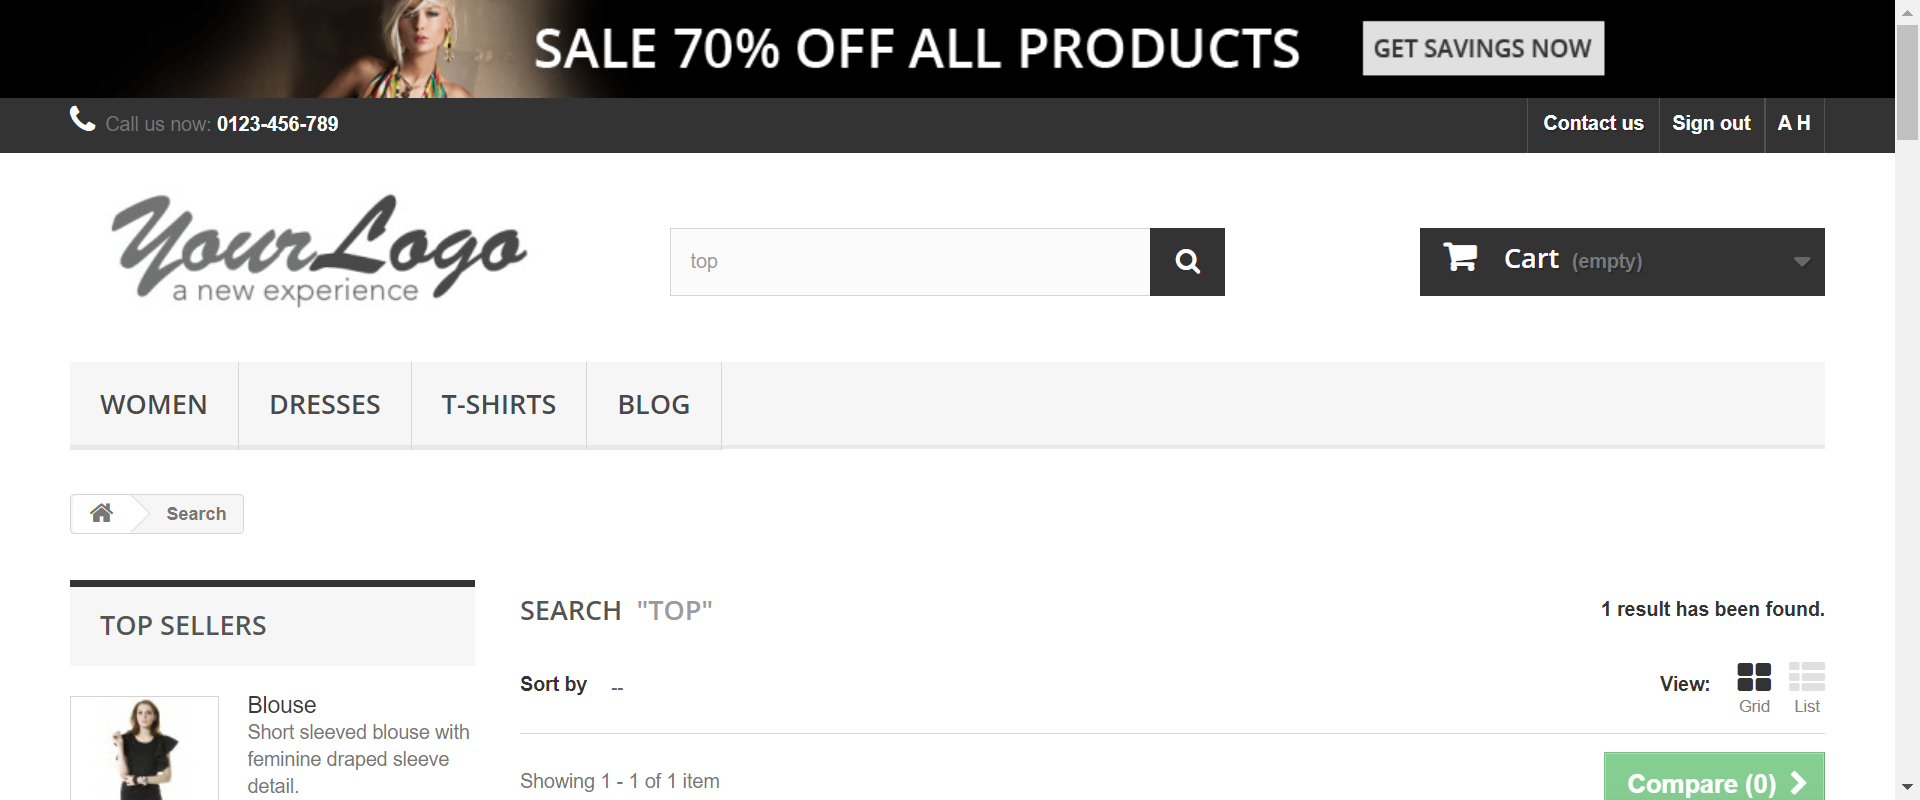 SALE 70% OFF ALL PRODUCTS
GET SAVINGS NOW
Call us now: 0123-456-789
Contact us
Sign out
A H
Your Logo
a new experience
top
Cart (empty)
WOMEN
DRESSES
T-SHIRTS
BLOG
Search
TOP SELLERS
Blouse
Short sleeved blouse with
feminine draped sleeve
detail.
SEARCH "TOP"
1 result has been found.
Sort by --
View:
Grid
List
Showing 1 - 1 of 1 item
Compare (0)